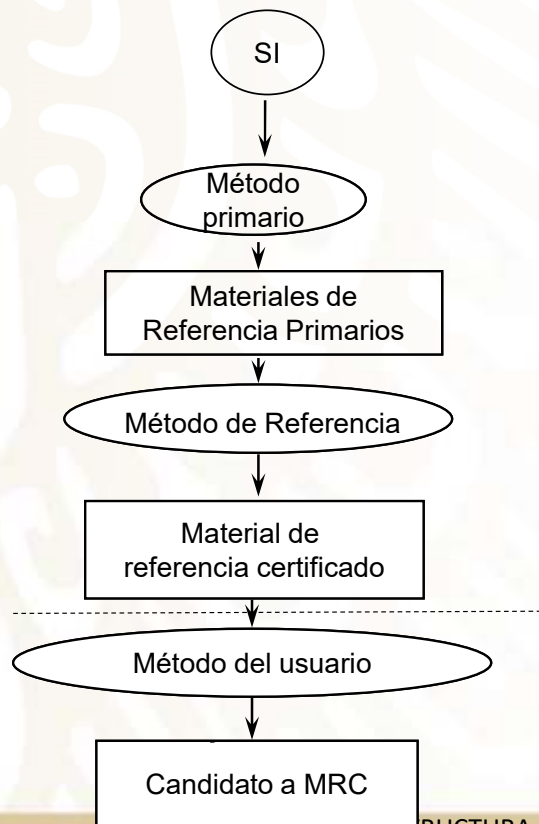 SI
Método
primario
Materiales de
Referencia Primarios
Método de Referencia
Material de
referencia certificado
Método del usuario
Candidato a MRC